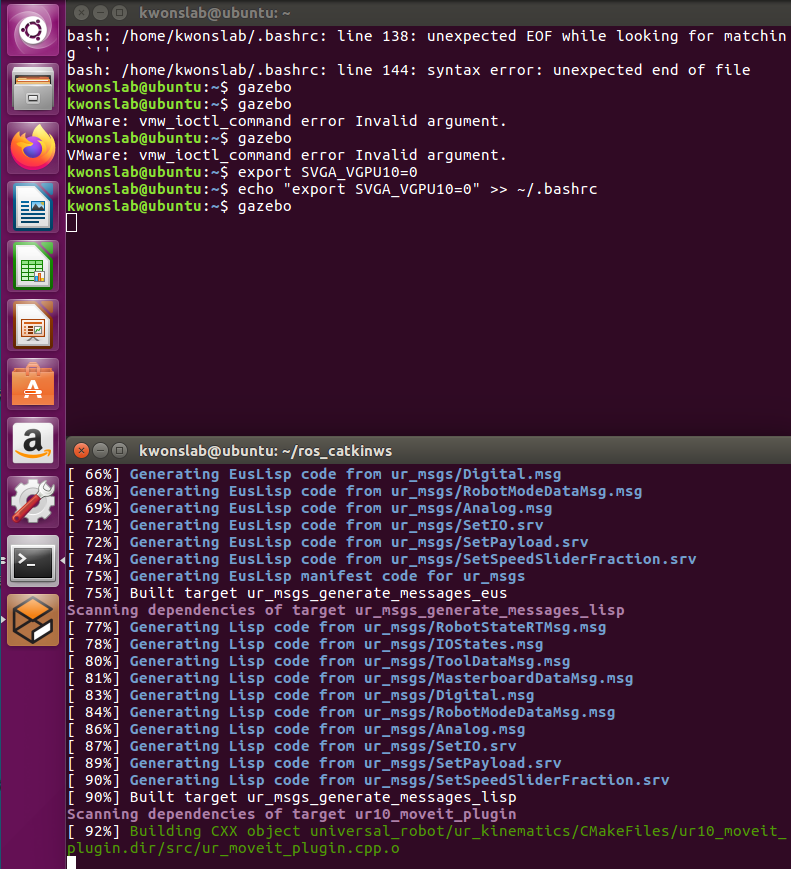 kwonslab@ubuntu: ~
bash: /home/kwonslab/.bashrc: line 138: unexpected EOF while looking for matchin
g `''
bash: /home/kwonslab/.bashrc: line 144: syntax error: unexpected end of file
kwonslab@ubuntu:~$ gazebo
kwonslab@ubuntu:~$ gazebo
VMware: vmw_ioctl_command error Invalid argument.
kwonslab@ubuntu:~$ gazebo
VMware: vmw_ioctl_command error Invalid argument.
kwonslab@ubuntu:~$ export SVGA_VGPU10=0
kwonslab@ubuntu:~$ echo "export SVGA_VGPU10=0" >> ~/.bashrc
kwonslab@ubuntu:~$ gazebo
kwonslab@ubuntu: ~/ros_catkinws
[ 66%] Generating EusLisp code from ur_msgs/Digital.msg
[ 68%] Generating EusLisp code from ur_msgs/RobotModeDataMsg.msg
[ 69%] Generating EusLisp code from ur_msgs/Analog.msg
[ 71%] Generating EusLisp code from ur_msgs/SetIO.srv
[ 72%] Generating EusLisp code from ur_msgs/SetPayload.srv
[ 74%] Generating EusLisp code from ur_msgs/SetSpeedSliderFraction.srv
[ 75%] Generating EusLisp manifest code for ur_msgs
[ 75%] Built target ur_msgs_generate_messages_eus
Scanning dependencies of target ur_msgs_generate_messages_lisp
[ 77%] Generating Lisp code from ur_msgs/RobotStateRTMsg.msg
[ 78%] Generating Lisp code from ur_msgs/IOStates.msg
[ 80%] Generating Lisp code from ur_msgs/ToolDataMsg.msg
[ 81%] Generating Lisp code from ur_msgs/MasterboardDataMsg.msg
[ 83%] Generating Lisp code from ur_msgs/Digital.msg
[ 84%] Generating Lisp code from ur_msgs/RobotModeDataMsg.msg
[ 86%] Generating Lisp code from ur_msgs/Analog.msg
[ 87%] Generating Lisp code from ur_msgs/SetIO.srv
[ 89%] Generating Lisp code from ur_msgs/SetPayload.srv
[ 90%] Generating Lisp code from ur_msgs/SetSpeedSliderFraction.srv
[ 90%] Built target ur_msgs_generate_messages_lisp
Scanning dependencies of target ur10_moveit_plugin
[ 92%] Building CXX object universal_robot/ur_kinematics/CMakeFiles/ur10_moveit_
plugin.dir/src/ur_moveit_plugin.cpp.o